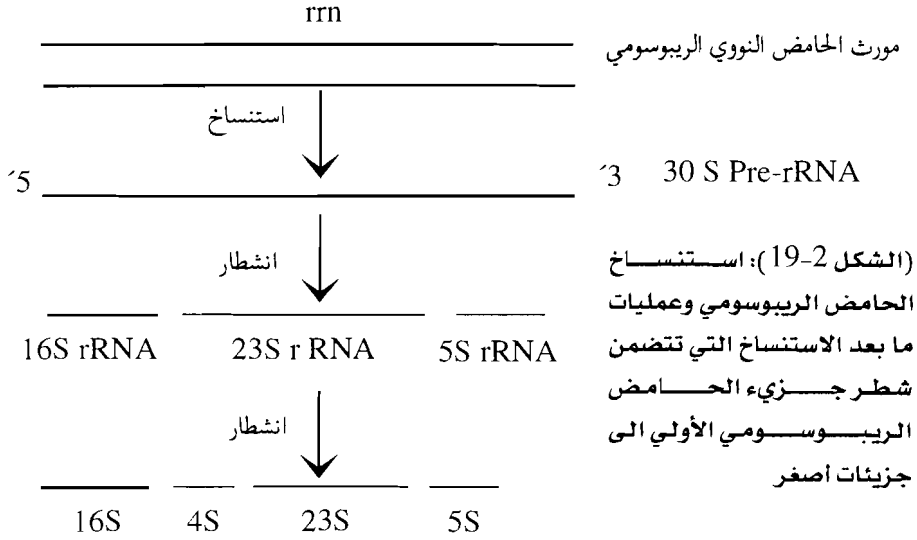 rrn
مورث الحامض النووي الريبوسومي
استنساخ
´5
´3 30 S Pre-rRNA
انشطار
16S rRNA 23S r RNA 5S rRNA
انشطار
16S 4S 23S 5S
(الشكل 2-19): استنساخ
الحامض الريبوسومي وعمليات
ما بعد الاستنساخ التي تتضمن
شطر جزيء الحامض
الريبوسومي الأولي الى
جزيئات أصغر